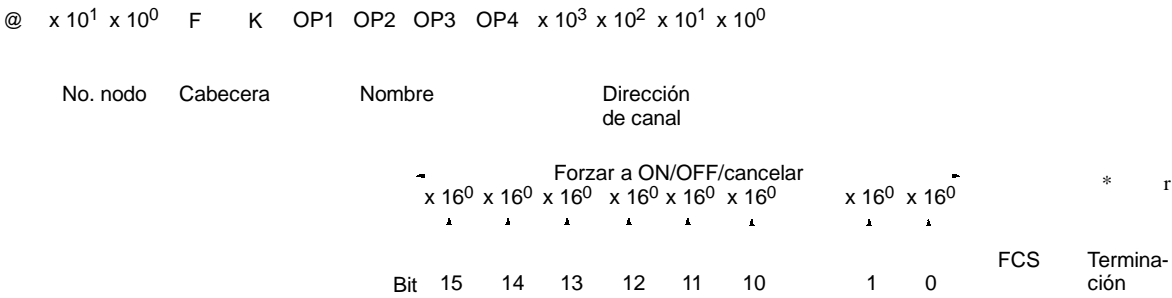 @ x 10¹ x 10⁰ F K OP1 OP2 OP3 OP4 x 10³ x 10² x 10¹ x 10⁰
No. nodo Cabecera Nombre Dirección
de canal
Forzar a ON/OFF/cancelar
x 16⁰ x 16⁰ x 16⁰ x 16⁰ x 16⁰ x 16⁰ x 16⁰ x 16⁰ * r
Bit 15 14 13 12 11 10 1 0
FCS Termina-
ción